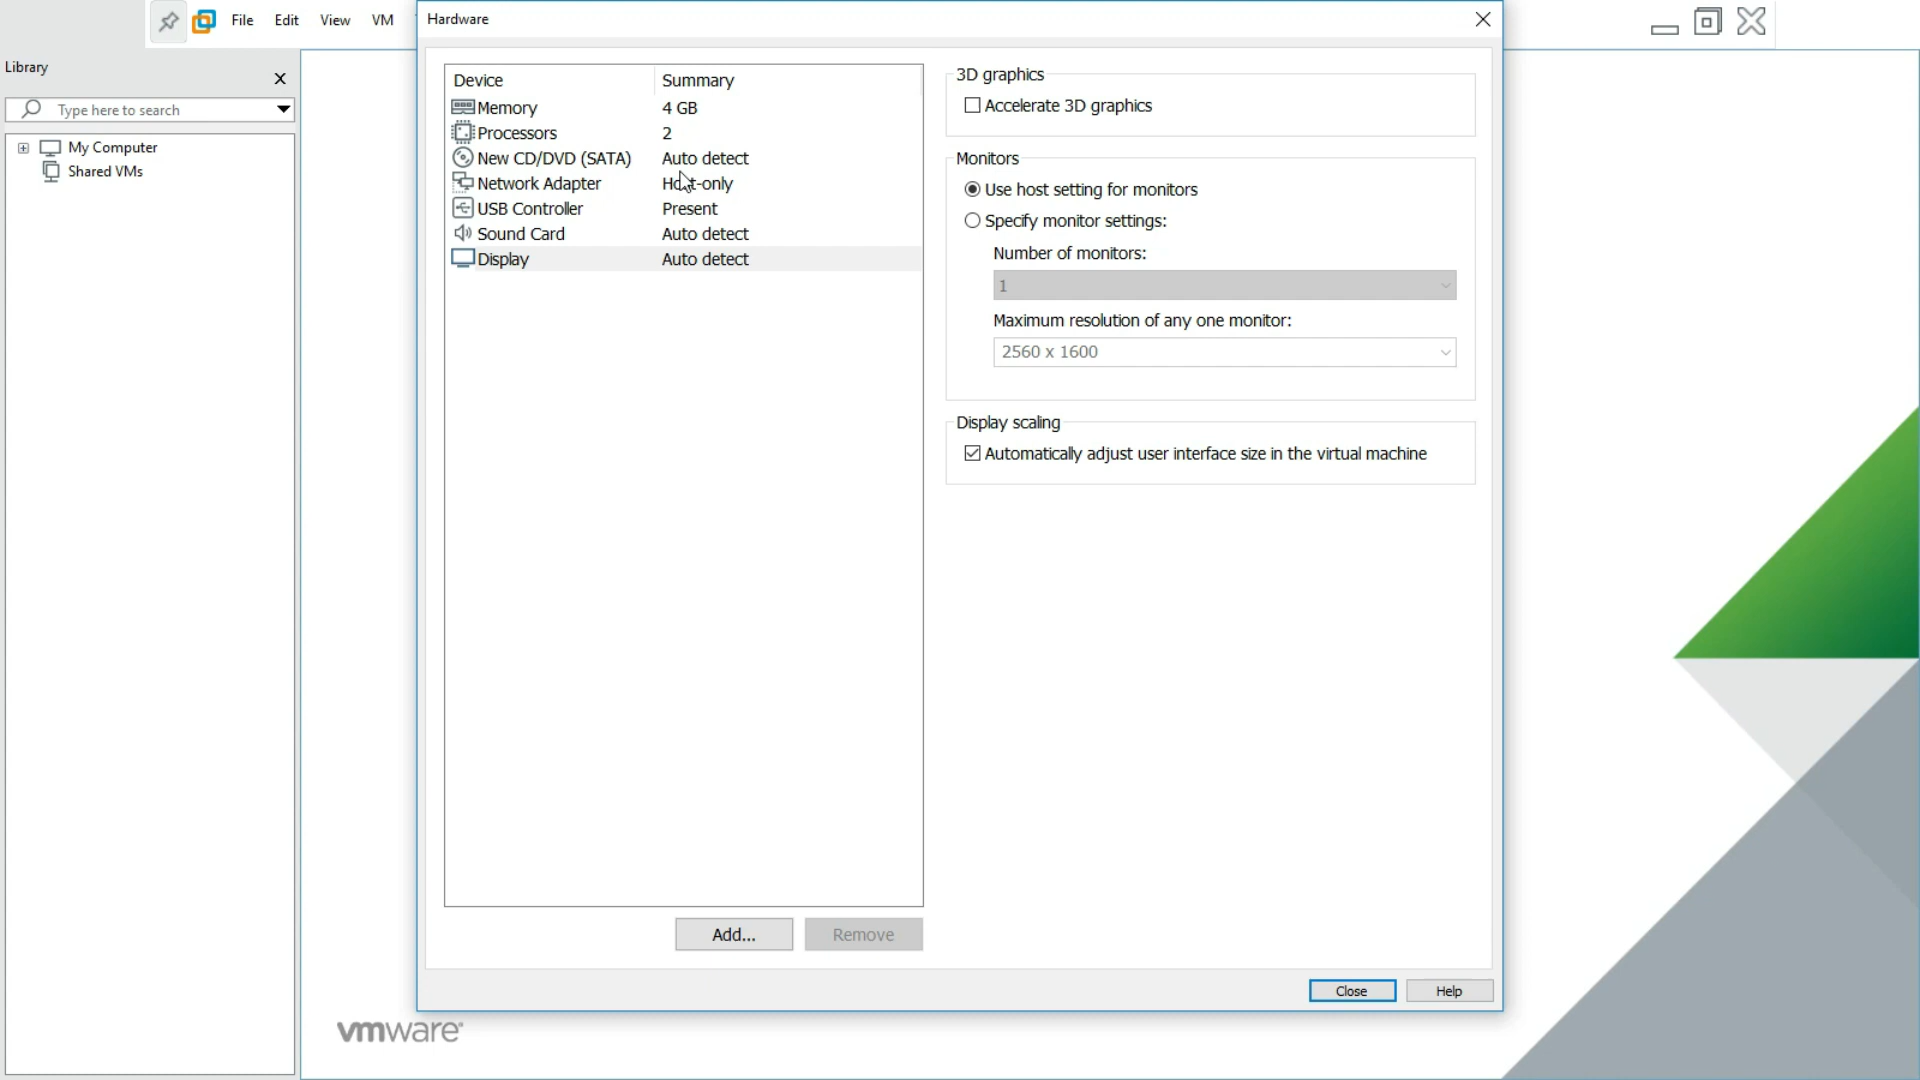 File Edit View VM
Hardware
Library
Type here to search
My Computer
Shared VMs
Device Summary
Memory 4 GB
Processors 2
New CD/DVD (SATA) Auto detect
Network Adapter Host-only
USB Controller Present
Sound Card Auto detect
Display Auto detect
Add... Remove
3D graphics
Accelerate 3D graphics
Monitors
Use host setting for monitors
Specify monitor settings:
Number of monitors:
1
Maximum resolution of any one monitor:
2560 x 1600
Display scaling
Automatically adjust user interface size in the virtual machine
Close Help
vmware